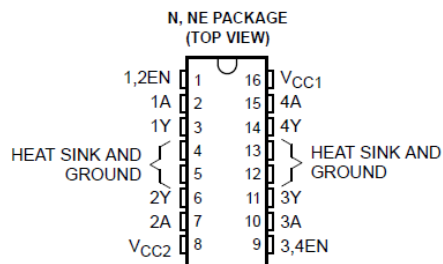 N, NE PACKAGE
(TOP VIEW)
1,2EN 1 16 VCC1
1A 2 15 4A
1Y 3 14 4Y
HEAT SINK AND GROUND 4 13 HEAT SINK AND GROUND
5 12
2Y 6 11 3Y
2A 7 10 3A
VCC2 8 9 3,4EN